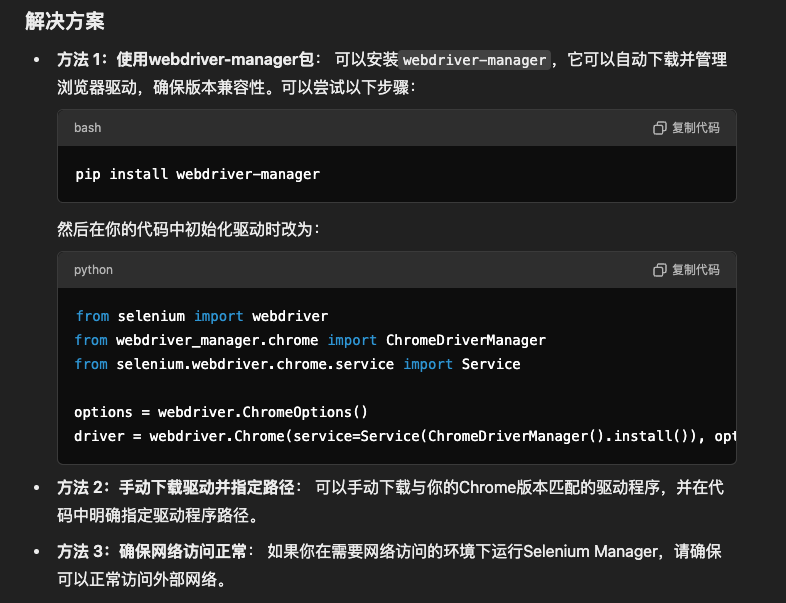 解决方案
方法 1：使用webdriver-manager包： 可以安装webdriver-manager，它可以自动下载并管理
浏览器驱动，确保版本兼容性。可以尝试以下步骤：
bash
复制代码
pip install webdriver-manager
然后在你的代码中初始化驱动时改为：
python
复制代码
from selenium import webdriver
from webdriver_manager.chrome import ChromeDriverManager
from selenium.webdriver.chrome.service import Service
options = webdriver.ChromeOptions()
driver = webdriver.Chrome(service=Service(ChromeDriverManager().install()), opt
方法 2：手动下载驱动并指定路径： 可以手动下载与你的Chrome版本匹配的驱动程序，并在代
码中明确指定驱动程序路径。
方法 3：确保网络访问正常： 如果你在需要网络访问的环境下运行Selenium Manager，请确保
可以正常访问外部网络。